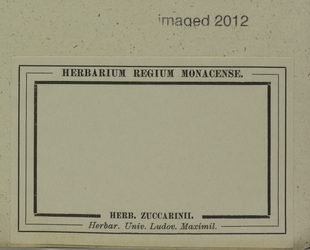 imaged 2012
HERBARIUM REGIUM MONACENSE.
HERB. ZUCCARINII.
Herbar. Univ. Ludov. Maximil.